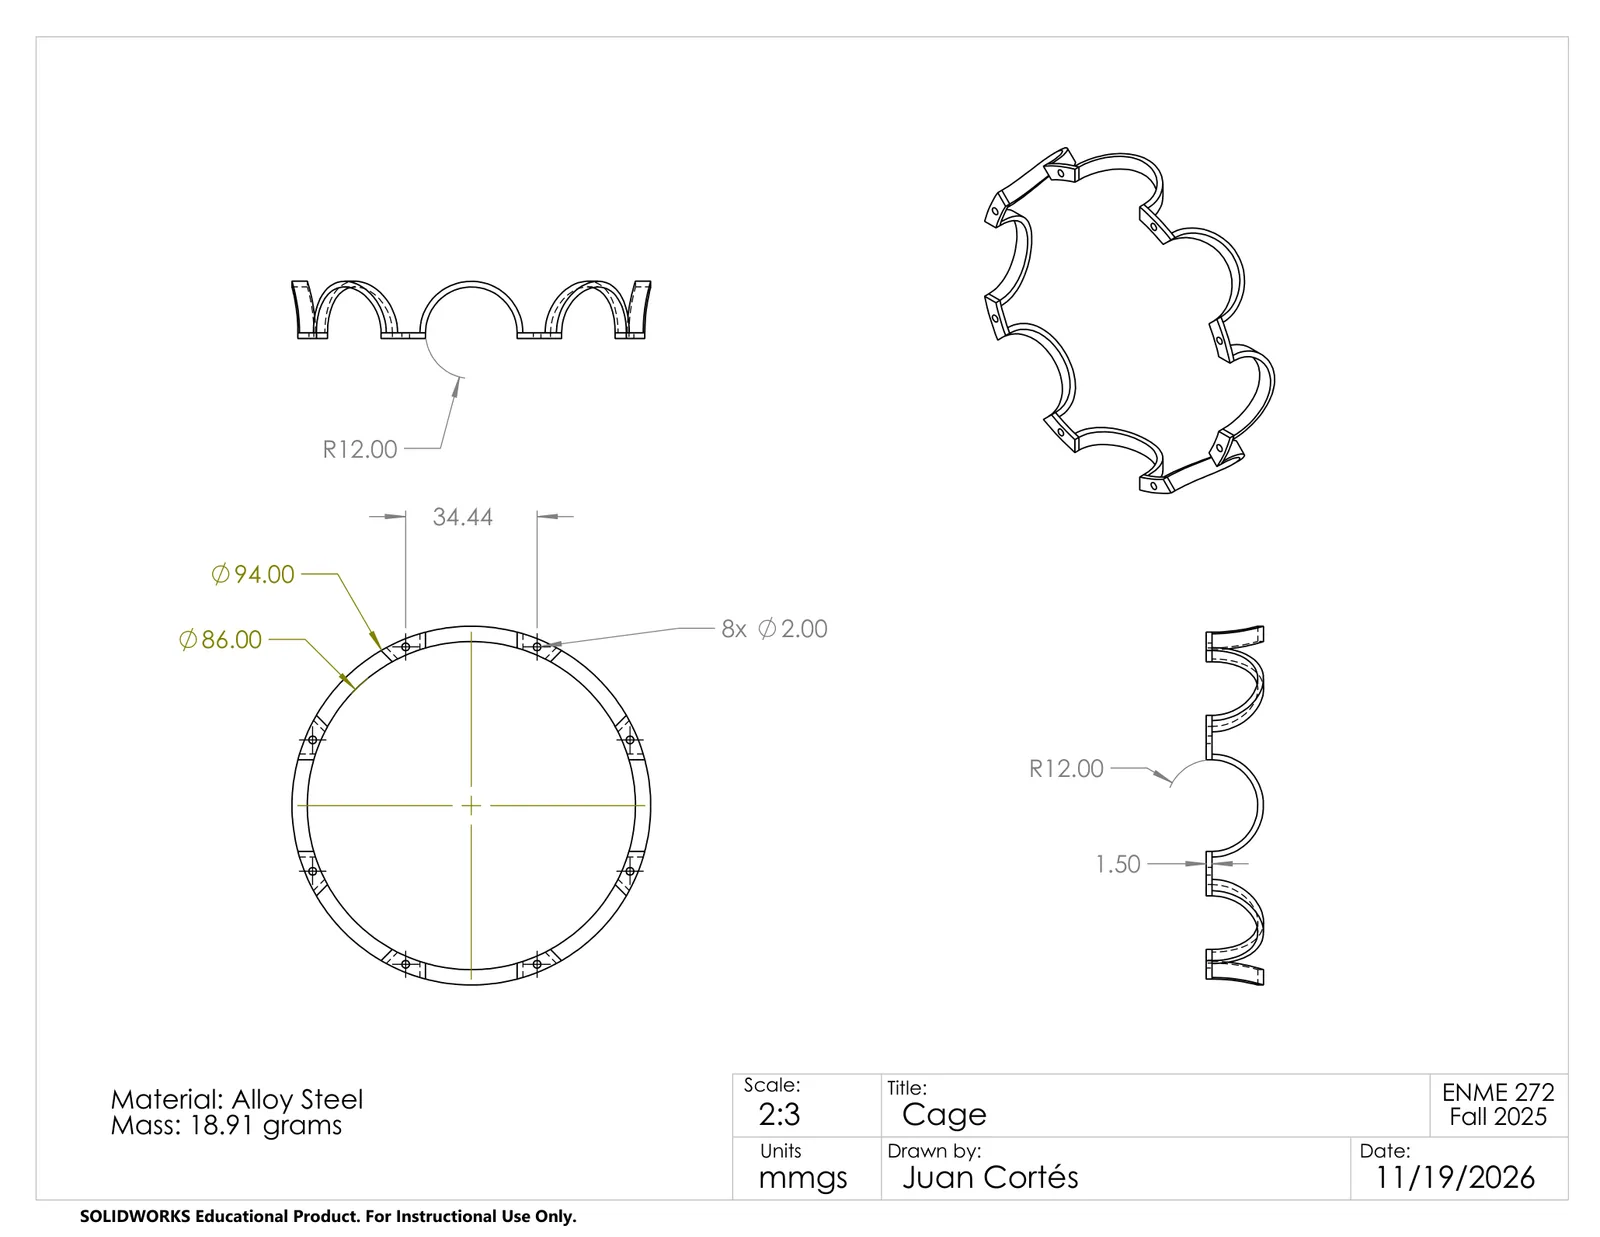 R12.00
34.44
∅94.00
∅86.00
8x ∅2.00
R12.00
1.50
Material: Alloy Steel
Mass: 18.91 grams
Scale:
2:3
Title:
Cage
ENME 272
Fall 2025
Units
mmgs
Drawn by:
Juan Cortés
Date:
11/19/2026
SOLIDWORKS Educational Product. For Instructional Use Only.